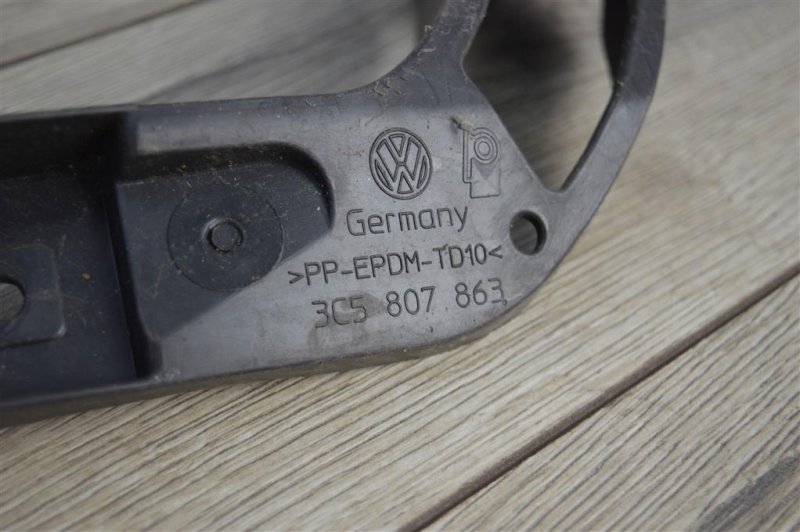 Germany
>PP-EPDM-TD10<
3C5 807 863